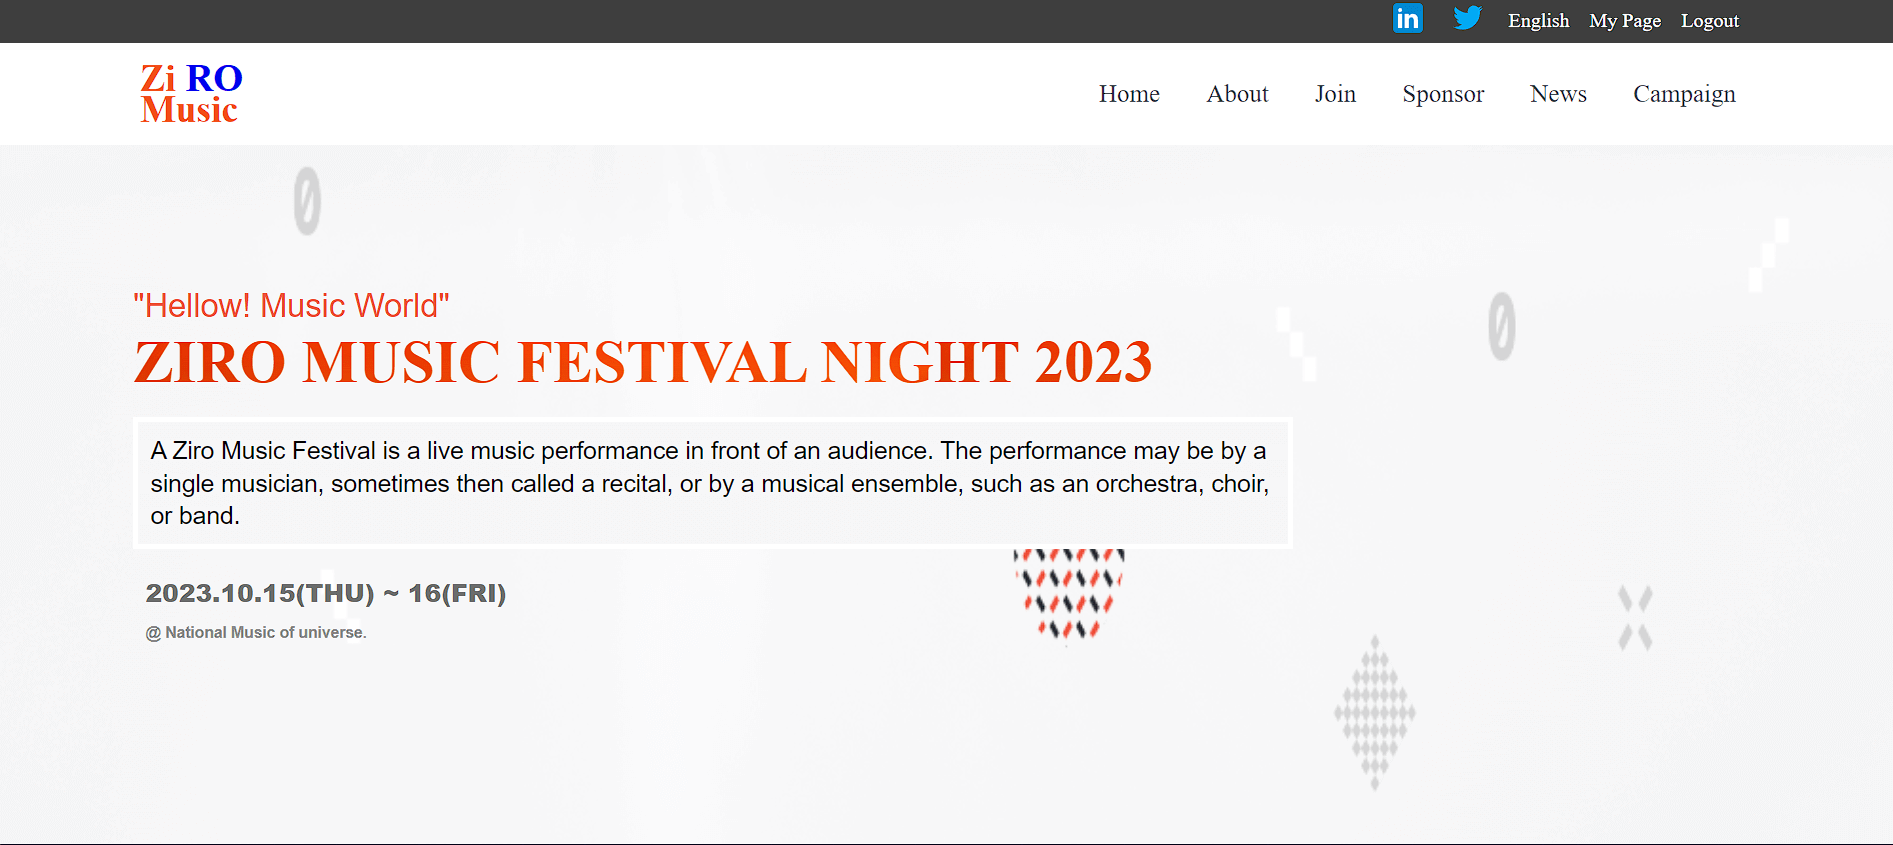 in
English My Page Logout
Zi RO
Music
Home About Join Sponsor News Campaign
"Hellow! Music World"
ZIRO MUSIC FESTIVAL NIGHT 2023
A Ziro Music Festival is a live music performance in front of an audience. The performance may be by a
single musician, sometimes then called a recital, or by a musical ensemble, such as an orchestra, choir,
or band.
2023.10.15(THU) ~ 16(FRI)
@ National Music of universe.